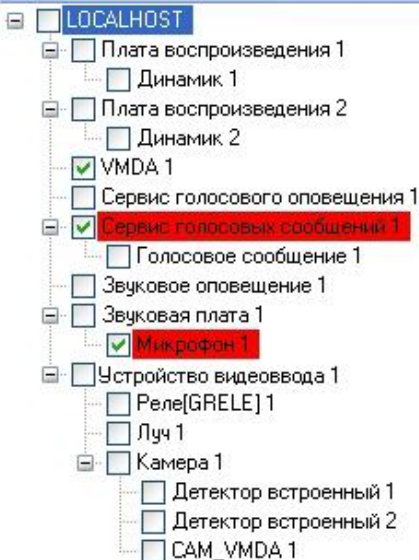 LOCALHOST
Плата воспроизведения 1
Динамик 1
Плата воспроизведения 2
Динамик 2
VMDA 1
Сервис голосового оповещения 1
Сервис голосовых сообщений 1
Голосовое сообщение 1
Звуковое оповещение 1
Звуковая плата 1
Микрофон 1
Устройство видеоввода 1
Реле[GRELE] 1
Луч 1
Камера 1
Детектор встроенный 1
Детектор встроенный 2
CAM_VMDA 1